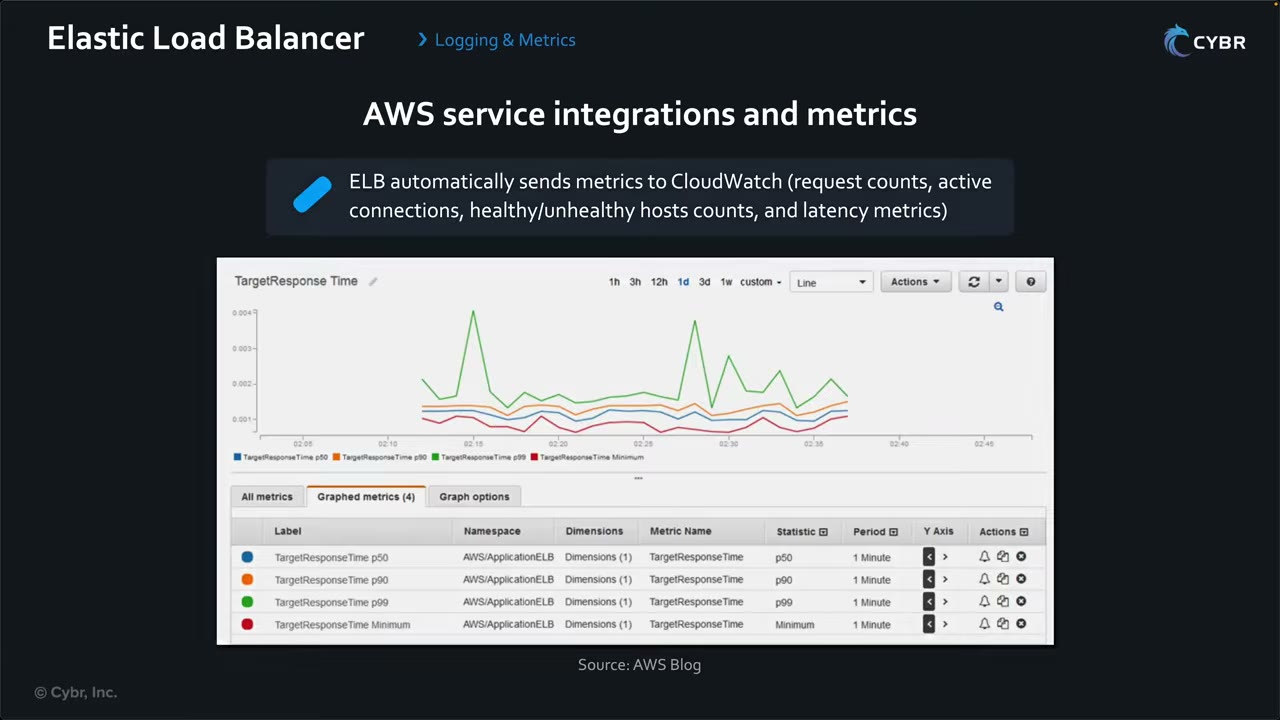 Elastic Load Balancer
Logging & Metrics
CYBR
AWS service integrations and metrics
ELB automatically sends metrics to CloudWatch (request counts, active
connections, healthy/unhealthy hosts counts, and latency metrics)
TargetResponse Time
1h 3h 12h 1d 3d 1w custom
Line
Actions
0.004
0.003
0.002
0.001
02:05 02:10 02:15 02:20 02:25 02:30 02:35 02:40 02:45
TargetResponseTime p50 TargetResponseTime p90 TargetResponseTime p99 TargetResponseTime Minimum
All metrics Graphed metrics (4) Graph options
Label Namespace Dimensions Metric Name Statistic Period Y Axis Actions
TargetResponseTime p50 AWS/ApplicationELB Dimensions (1) TargetResponseTime p50 1 Minute < >
TargetResponseTime p90 AWS/ApplicationELB Dimensions (1) TargetResponseTime p90 1 Minute < >
TargetResponseTime p99 AWS/ApplicationELB Dimensions (1) TargetResponseTime p99 1 Minute < >
TargetResponseTime Minimum AWS/ApplicationELB Dimensions (1) TargetResponseTime Minimum 1 Minute < >
Source: AWS Blog
© Cybr, Inc.